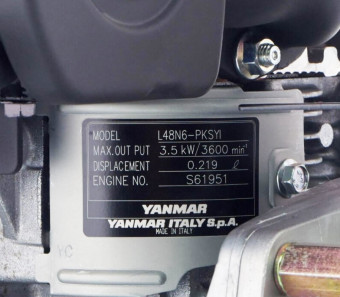 MODEL L48N6-PKSYI
MAX.OUT PUT 3.5 kW/3600 min⁻¹
DISPLACEMENT 0.219 ℓ
ENGINE NO. S61951
YANMAR
YANMAR ITALY S.p.A.
MADE IN ITALY
YC